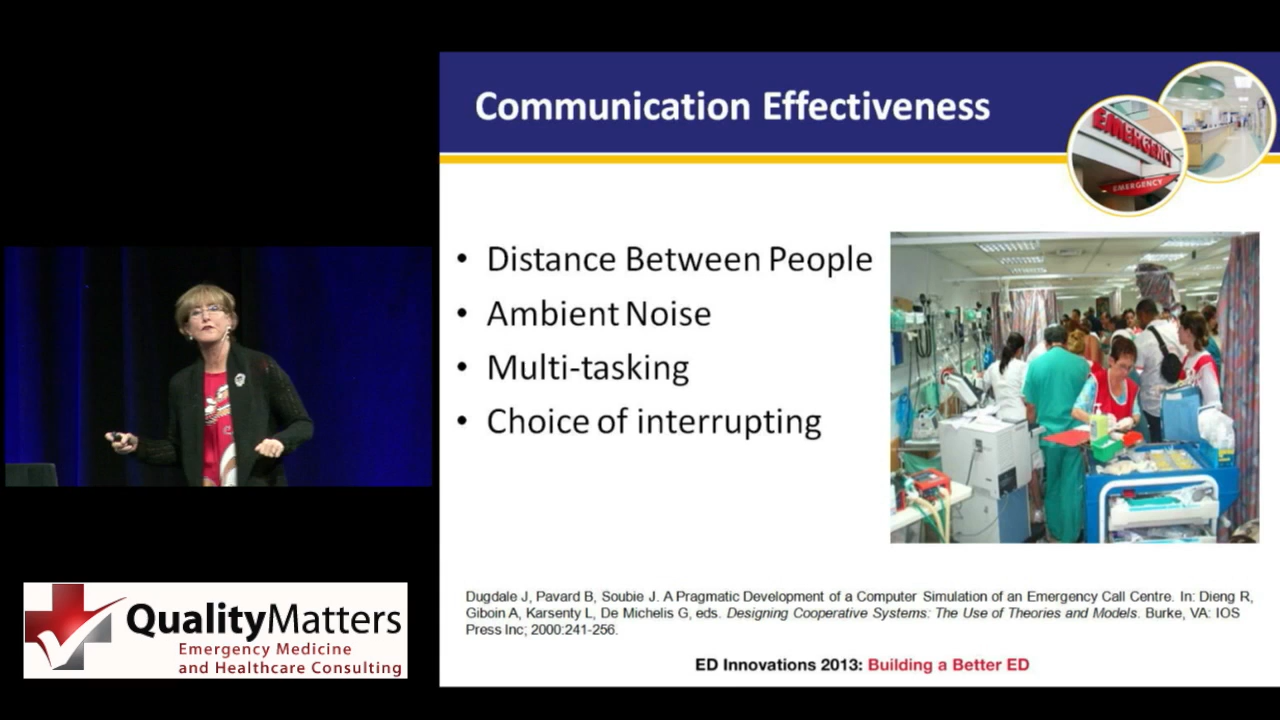 Communication Effectiveness
EMERGENCY
EMERGENCY
• Distance Between People
• Ambient Noise
• Multi-tasking
• Choice of interrupting
Dugdale J, Pavard B, Soubie J. A Pragmatic Development of a Computer Simulation of an Emergency Call Centre. In: Dieng R,
Giboin A, Karsenty L, De Michelis G, eds. Designing Cooperative Systems: The Use of Theories and Models. Burke, VA: IOS
Press Inc; 2000:241-256.
ED Innovations 2013: Building a Better ED
QualityMatters
Emergency Medicine
and Healthcare Consulting